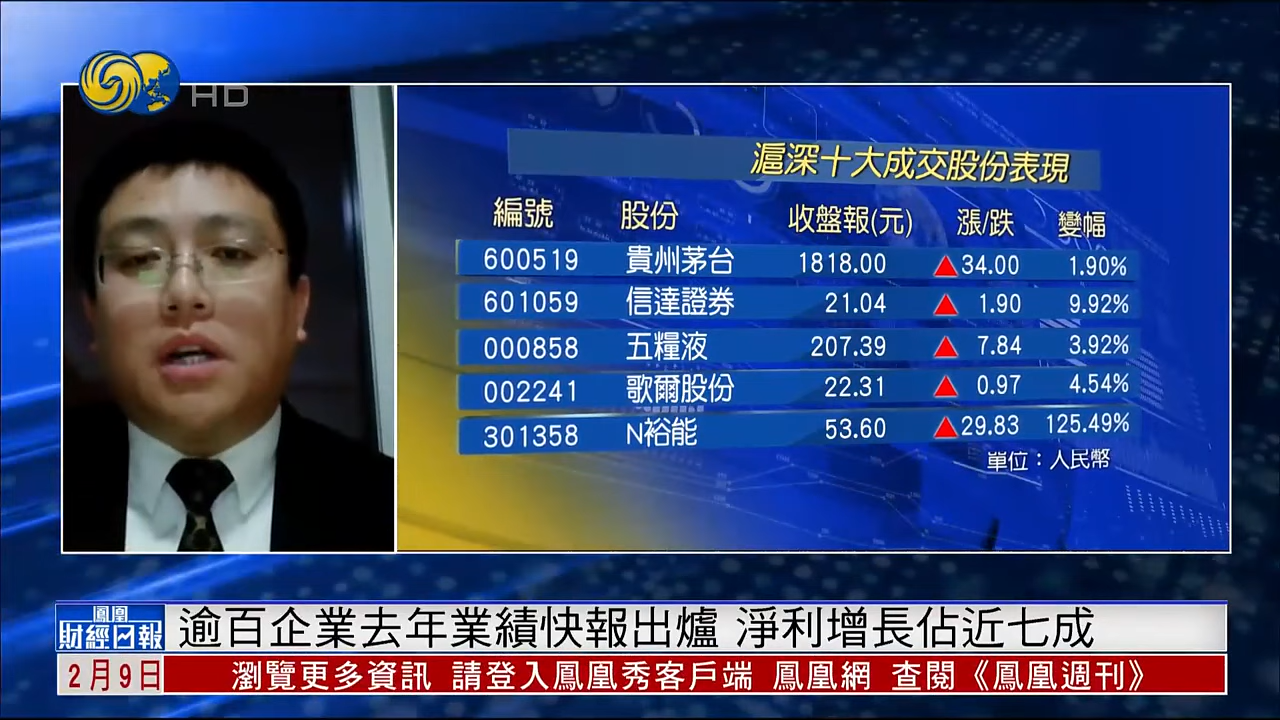 HD
滬深十大成交股份表現
編號 股份 收盤報(元) 漲/跌 變幅
600519 貴州茅台 1818.00 ▲34.00 1.90%
601059 信達證券 21.04 ▲ 1.90 9.92%
000858 五糧液 207.39 ▲ 7.84 3.92%
002241 歌爾股份 22.31 ▲ 0.97 4.54%
301358 N裕能 53.60 ▲29.83 125.49%
單位：人民幣
鳳凰
財經日報
逾百企業去年業績快報出爐 淨利增長佔近七成
2月9日
瀏覽更多資訊 請登入鳳凰秀客戶端 鳳凰網 查閱《鳳凰週刊》